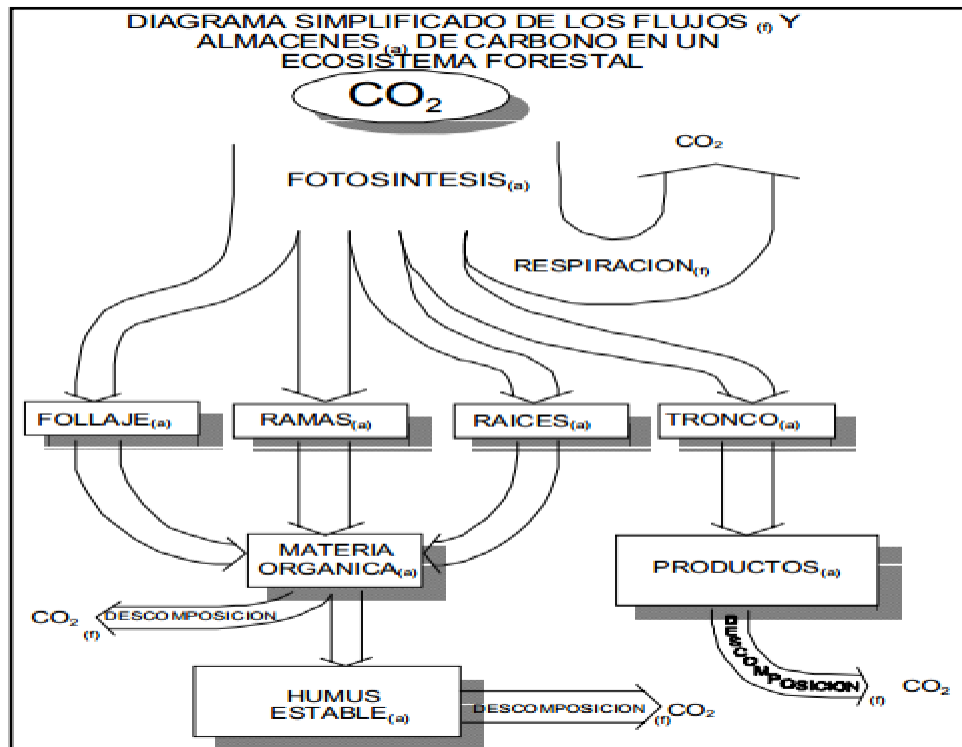 DIAGRAMA SIMPLIFICADO DE LOS FLUJOS (f) Y
ALMACENES(a) DE CARBONO EN UN
ECOSISTEMA FORESTAL
CO2
CO2
FOTOSINTESIS(a)
RESPIRACION(f)
FOLLAJE(a)
RAMAS(a)
RAICES(a)
TRONCO(a)
MATERIA
ORGANICA(a)
PRODUCTOS(a)
CO2 (f) DESCOMPOSICION
DESCOMPOSICION (f) CO2
HUMUS
ESTABLE(a)
DESCOMPOSICION (f) CO2